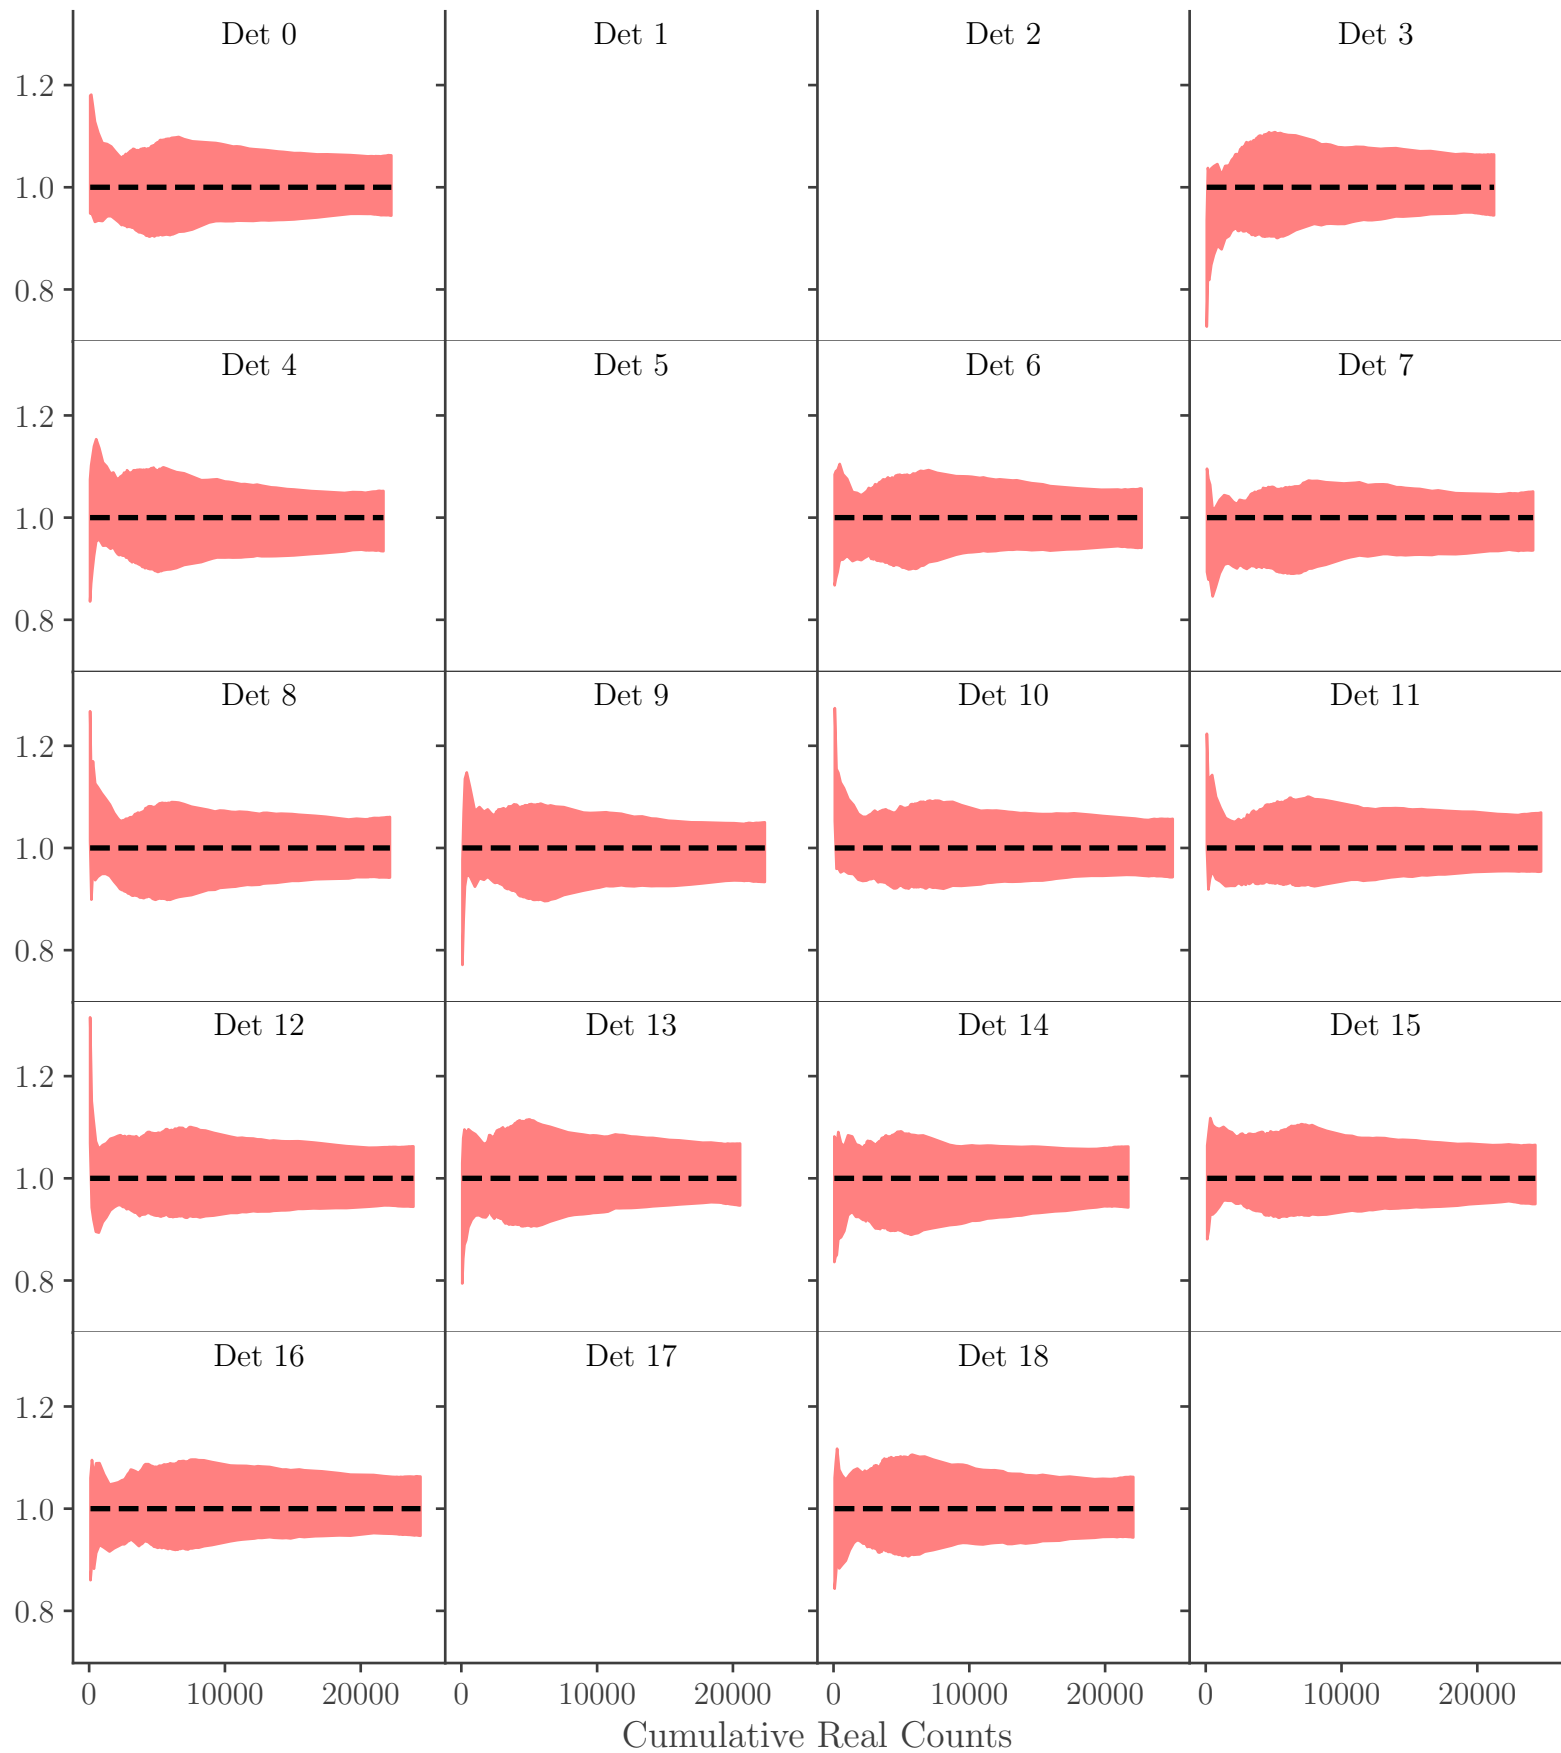 Det 0 Det 1 Det 2 Det 3
1.2
1.0
0.8
Det 4 Det 5 Det 6 Det 7
1.2
1.0
0.8
Det 8 Det 9 Det 10 Det 11
1.2
1.0
0.8
Det 12 Det 13 Det 14 Det 15
1.2
1.0
0.8
Det 16 Det 17 Det 18
1.2
1.0
0.8
0 10000 20000 0 10000 20000 0 10000 20000 0 10000 20000
Cumulative Real Counts